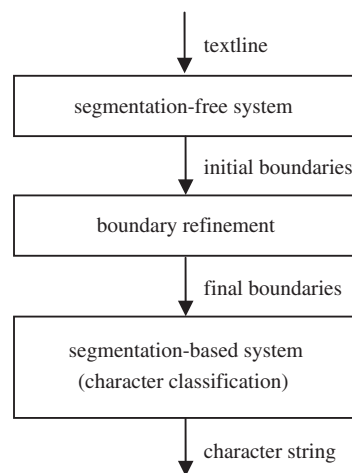 textline
segmentation-free system
initial boundaries
boundary refinement
final boundaries
segmentation-based system
(character classification)
character string